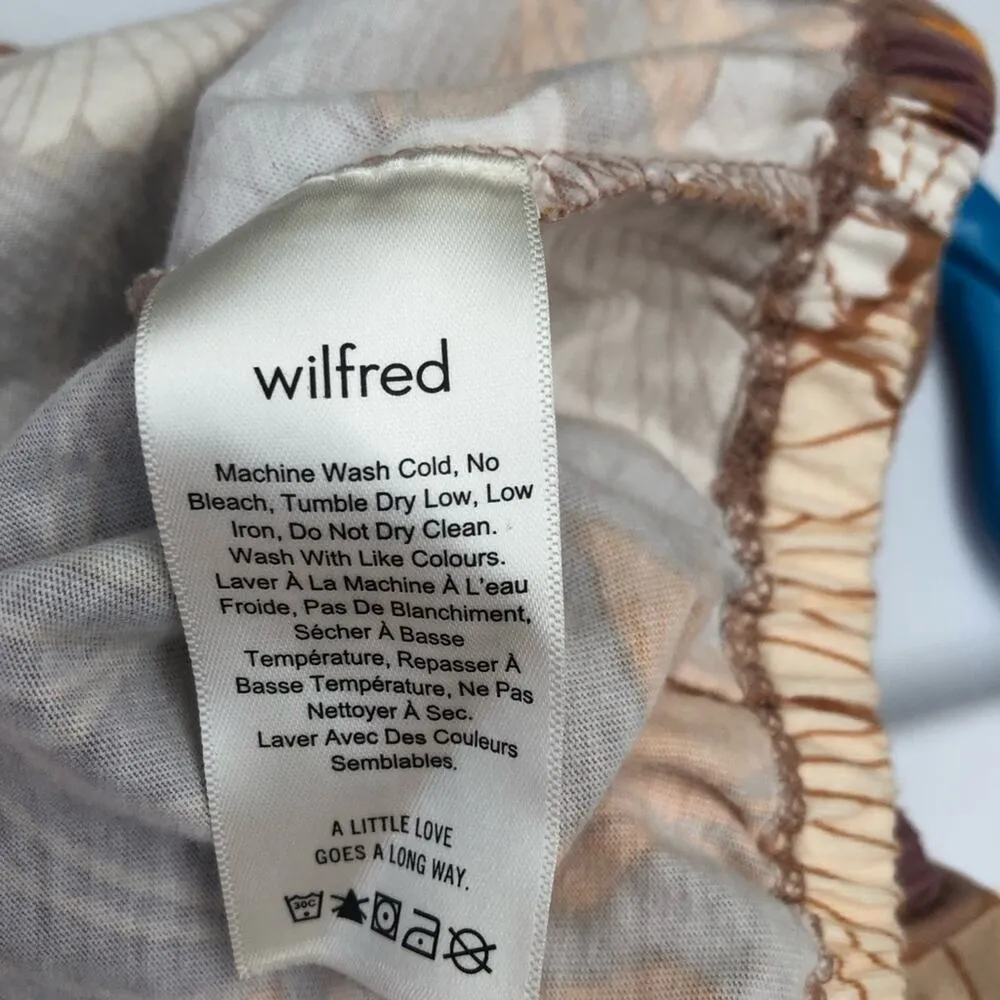 wilfred
Machine Wash Cold, No
Bleach, Tumble Dry Low, Low
Iron, Do Not Dry Clean.
Wash With Like Colours.
Laver À La Machine À L'eau
Froide, Pas De Blanchiment,
Sécher À Basse
Température, Repasser À
Basse Température, Ne Pas
Nettoyer À Sec.
Laver Avec Des Couleurs
Semblables.
A LITTLE LOVE
GOES A LONG WAY.
30C